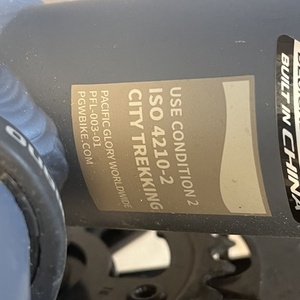 USE CONDITION 2
ISO 4210-2
CITY TREKKING
PACIFIC GLORY WORLDWIDE
PFL-003-01
PGWBIKE.COM
BUILT IN CHINA